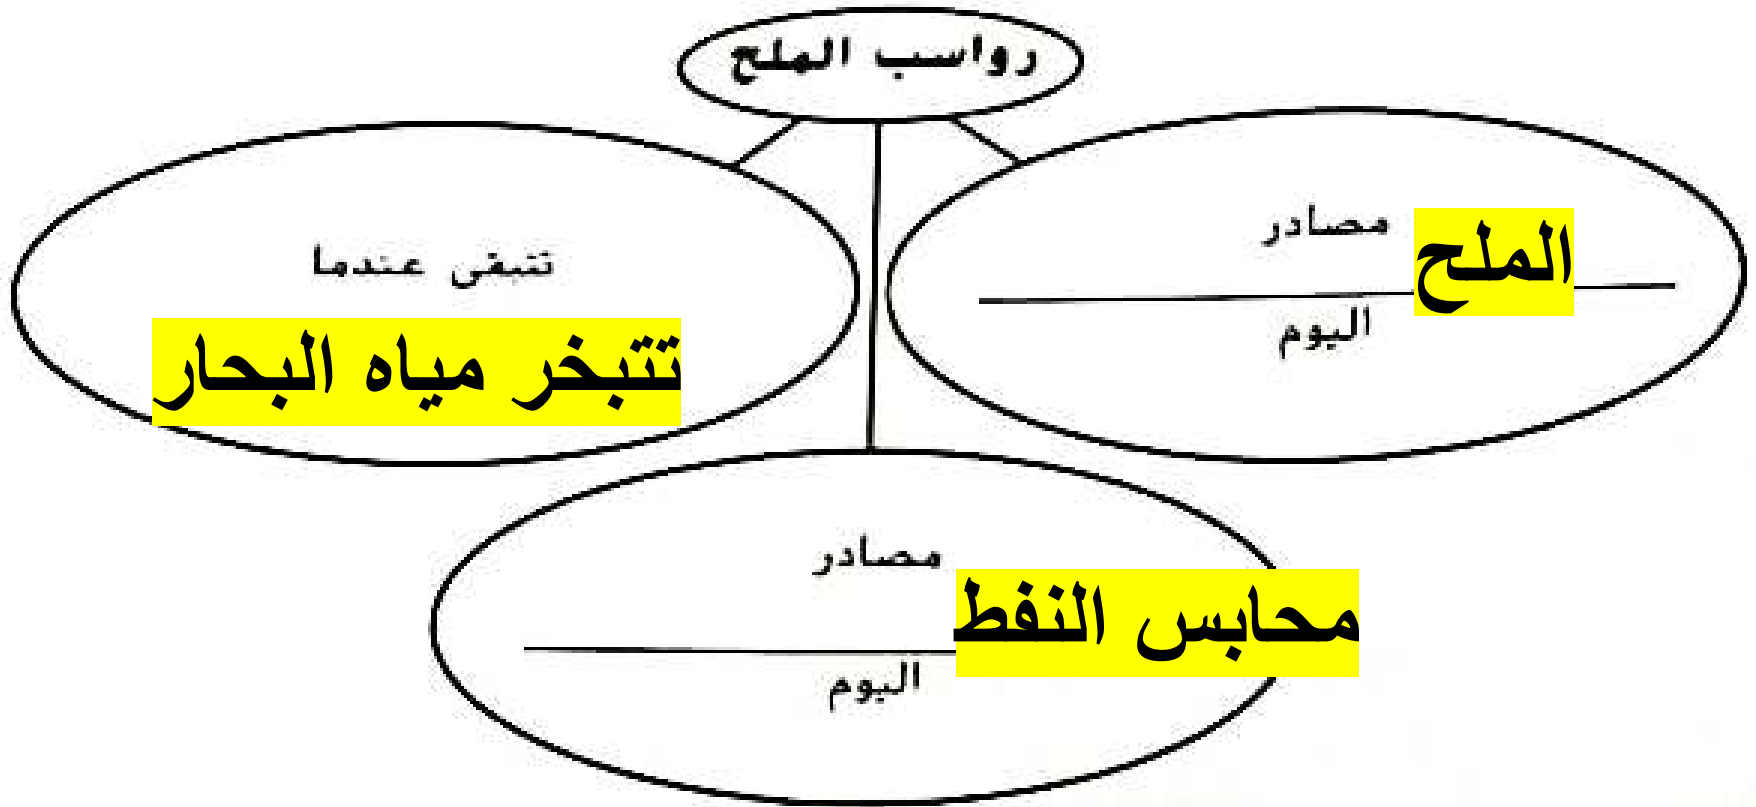 رواسب الملح
مصادر الملح
اليوم
تتبقى عندما
تتبخر مياه البحار
مصادر
محابس النفط
اليوم